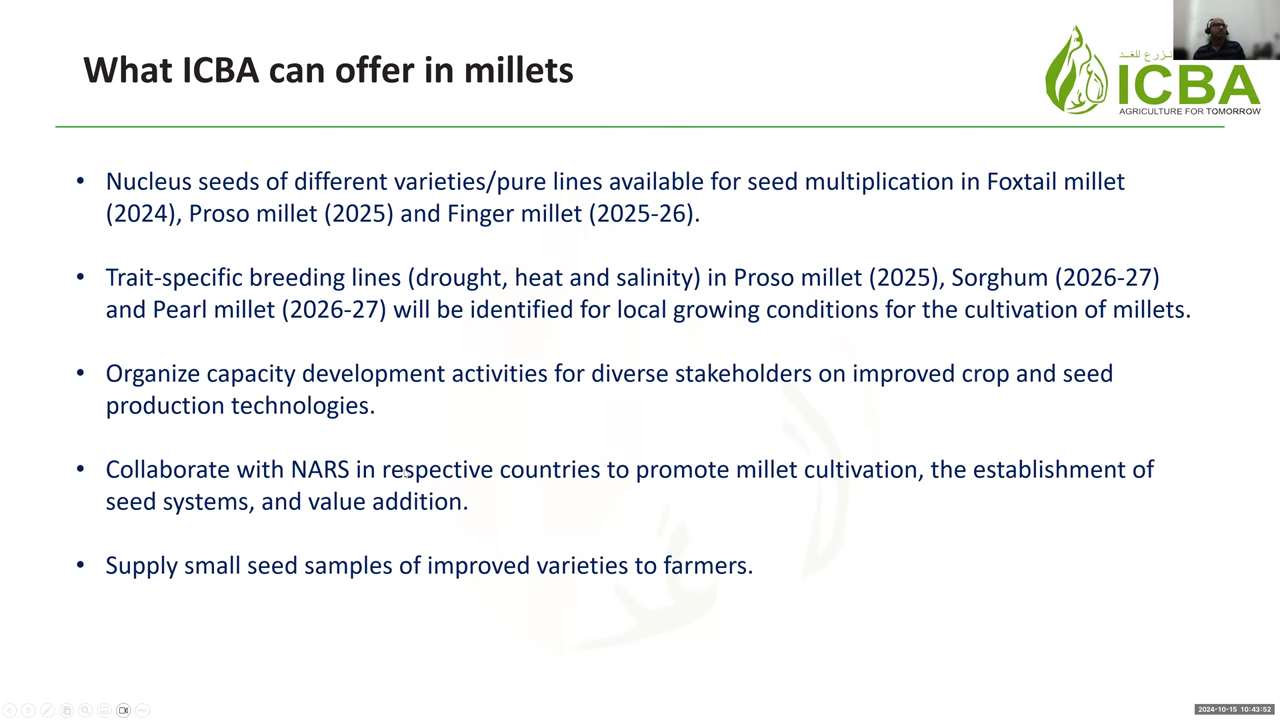 What ICBA can offer in millets
نزرع للغد
ICBA
AGRICULTURE FOR TOMORROW
• Nucleus seeds of different varieties/pure lines available for seed multiplication in Foxtail millet
(2024), Proso millet (2025) and Finger millet (2025-26).
• Trait-specific breeding lines (drought, heat and salinity) in Proso millet (2025), Sorghum (2026-27)
and Pearl millet (2026-27) will be identified for local growing conditions for the cultivation of millets.
• Organize capacity development activities for diverse stakeholders on improved crop and seed
production technologies.
• Collaborate with NARS in respective countries to promote millet cultivation, the establishment of
seed systems, and value addition.
• Supply small seed samples of improved varieties to farmers.
2024-10-15 10:43:52